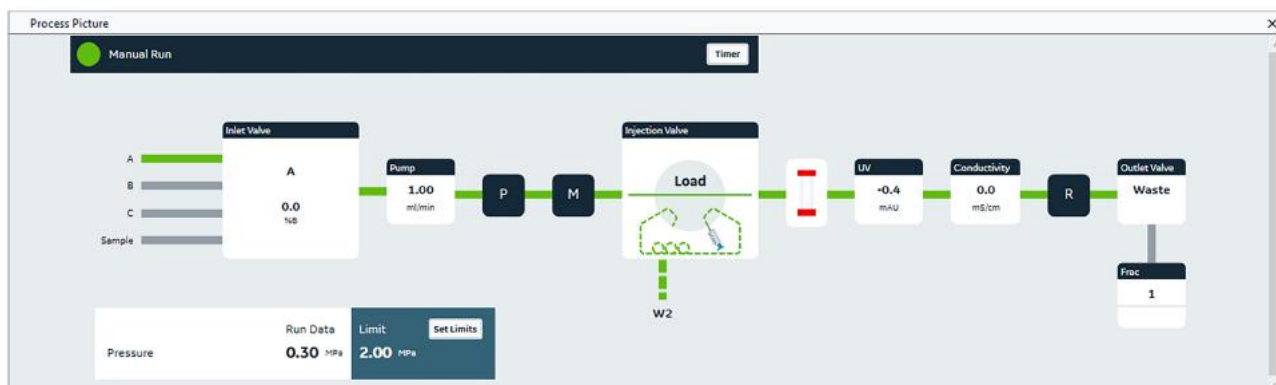 Process Picture
Manual Run
Timer
Inlet Valve
A
B
C
Sample
A
0.0
%B
Pump
1.00
ml/min
P
M
Injection Valve
Load
W2
UV
-0.4
mAU
Conductivity
0.0
mS/cm
R
Outlet Valve
Waste
Frac
1
Run Data
Limit
Set Limits
Pressure
0.30 MPa
2.00 MPa